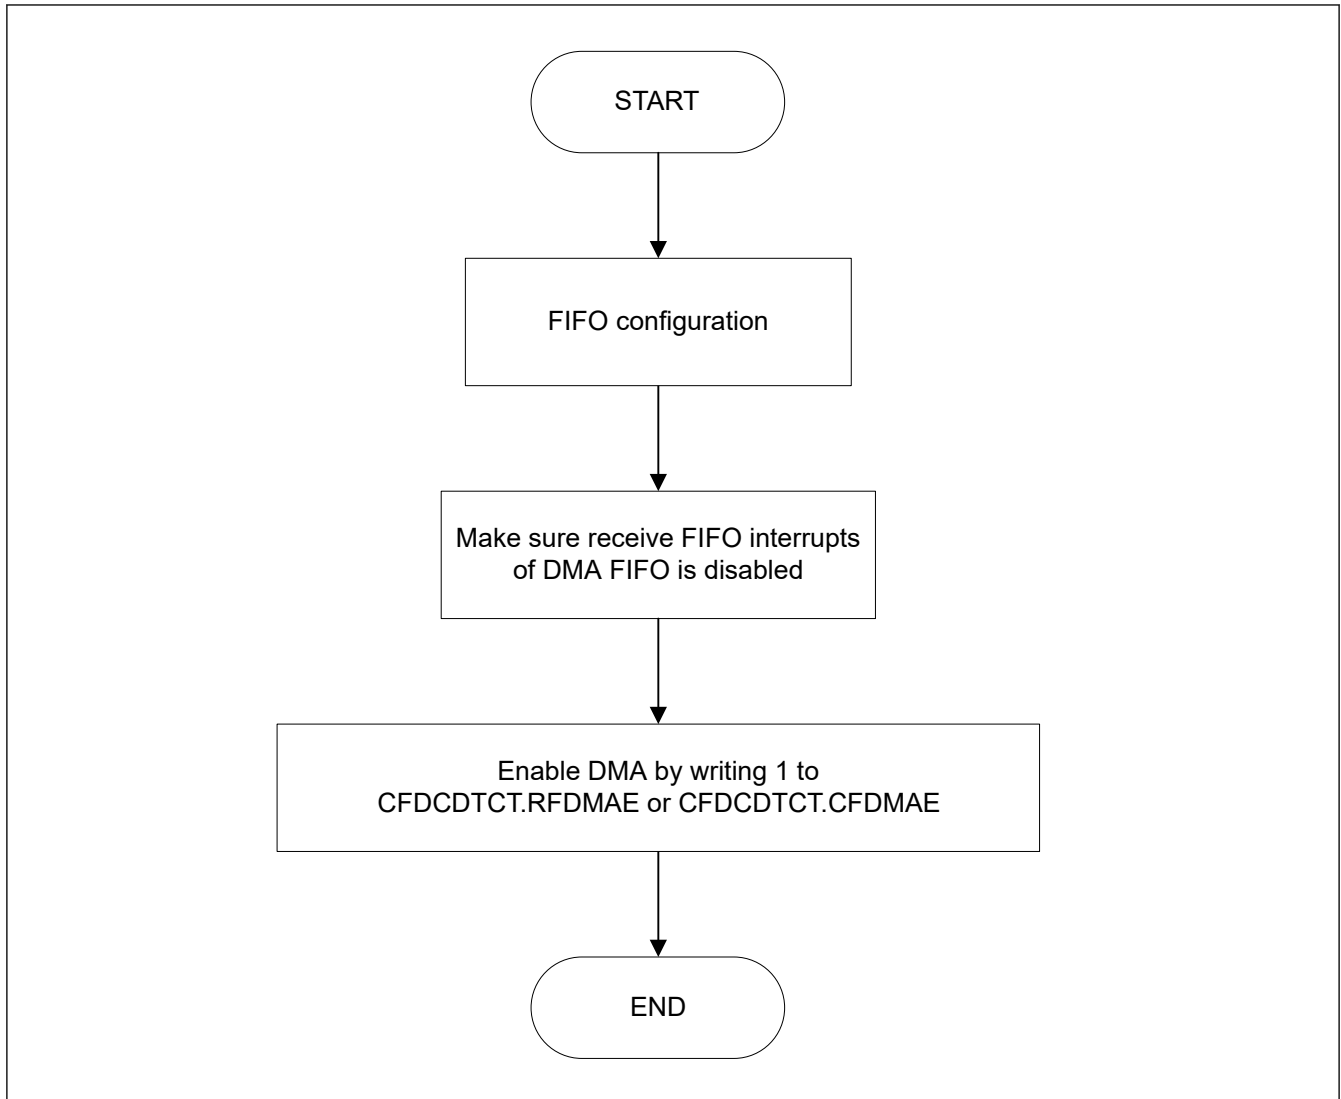 START
FIFO configuration
Make sure receive FIFO interrupts
of DMA FIFO is disabled
Enable DMA by writing 1 to
CFDCDTCT.RFDMAE or CFDCDTCT.CFDMAE
END